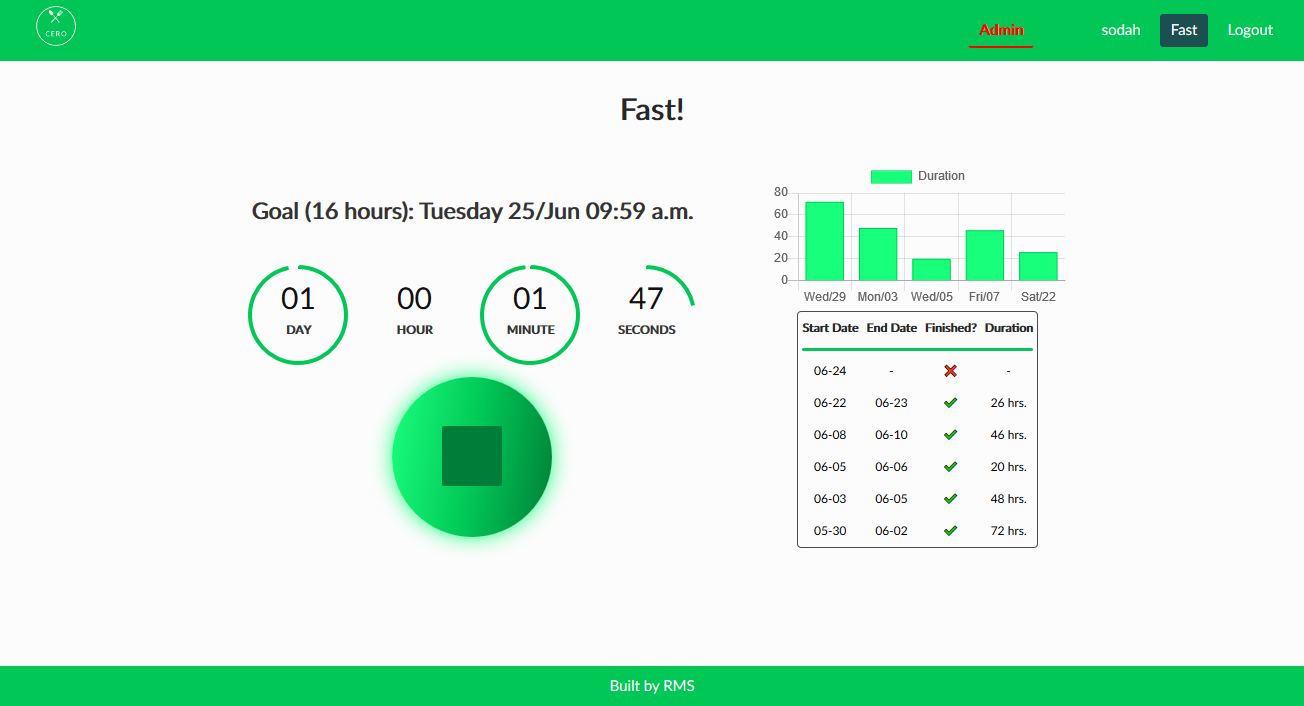 CERO
Admin
sodah
Fast
Logout
Fast!
Goal (16 hours): Tuesday 25/Jun 09:59 a.m.
01 00 01 47
DAY HOUR MINUTE SECONDS
Duration
80
60
40
20
0
Wed/29 Mon/03 Wed/05 Fri/07 Sat/22
Start Date End Date Finished? Duration
06-24 - ❌ -
06-22 06-23 ✔ 26 hrs.
06-08 06-10 ✔ 46 hrs.
06-05 06-06 ✔ 20 hrs.
06-03 06-05 ✔ 48 hrs.
05-30 06-02 ✔ 72 hrs.
Built by RMS